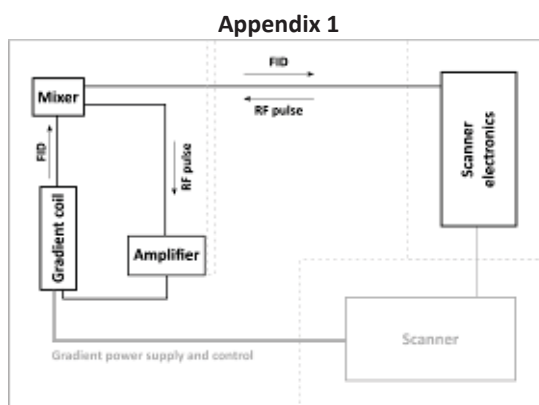 Appendix 1
FID
RF pulse
Mixer
FID
RF pulse
Scanner
electronics
Gradient coil
Amplifier
Scanner
Gradient power supply and control